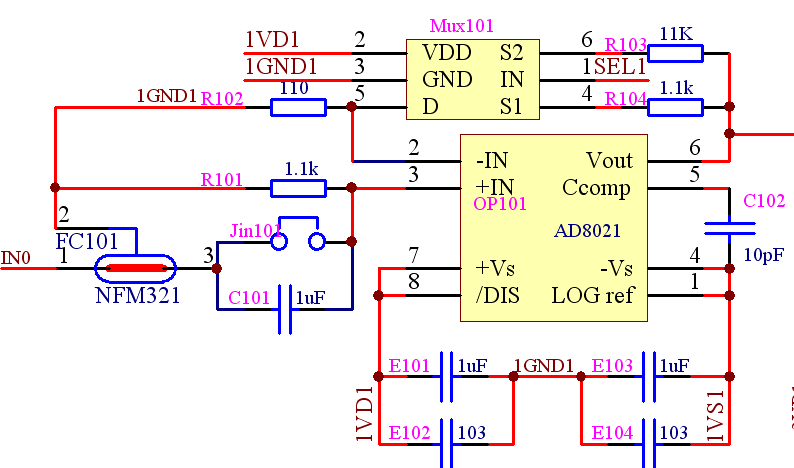 Mux101
1VD1 2 VDD S2 6 R103 11K
1GND1 3 GND IN 1 SEL1
1GND1 R102 110 5 D S1 4 R104 1.1k
2 -IN Vout 6
R101 1.1k 3 +IN Ccomp 5
OP101 C102
2 Jin101 AD8021
FC101 10pF
IN0 1 3 7 +Vs -Vs 4
NFM321 C101 1uF 8 /DIS LOG ref 1
E101 1uF 1GND1 E103 1uF
1VD1 1VS1
E102 103 E104 103